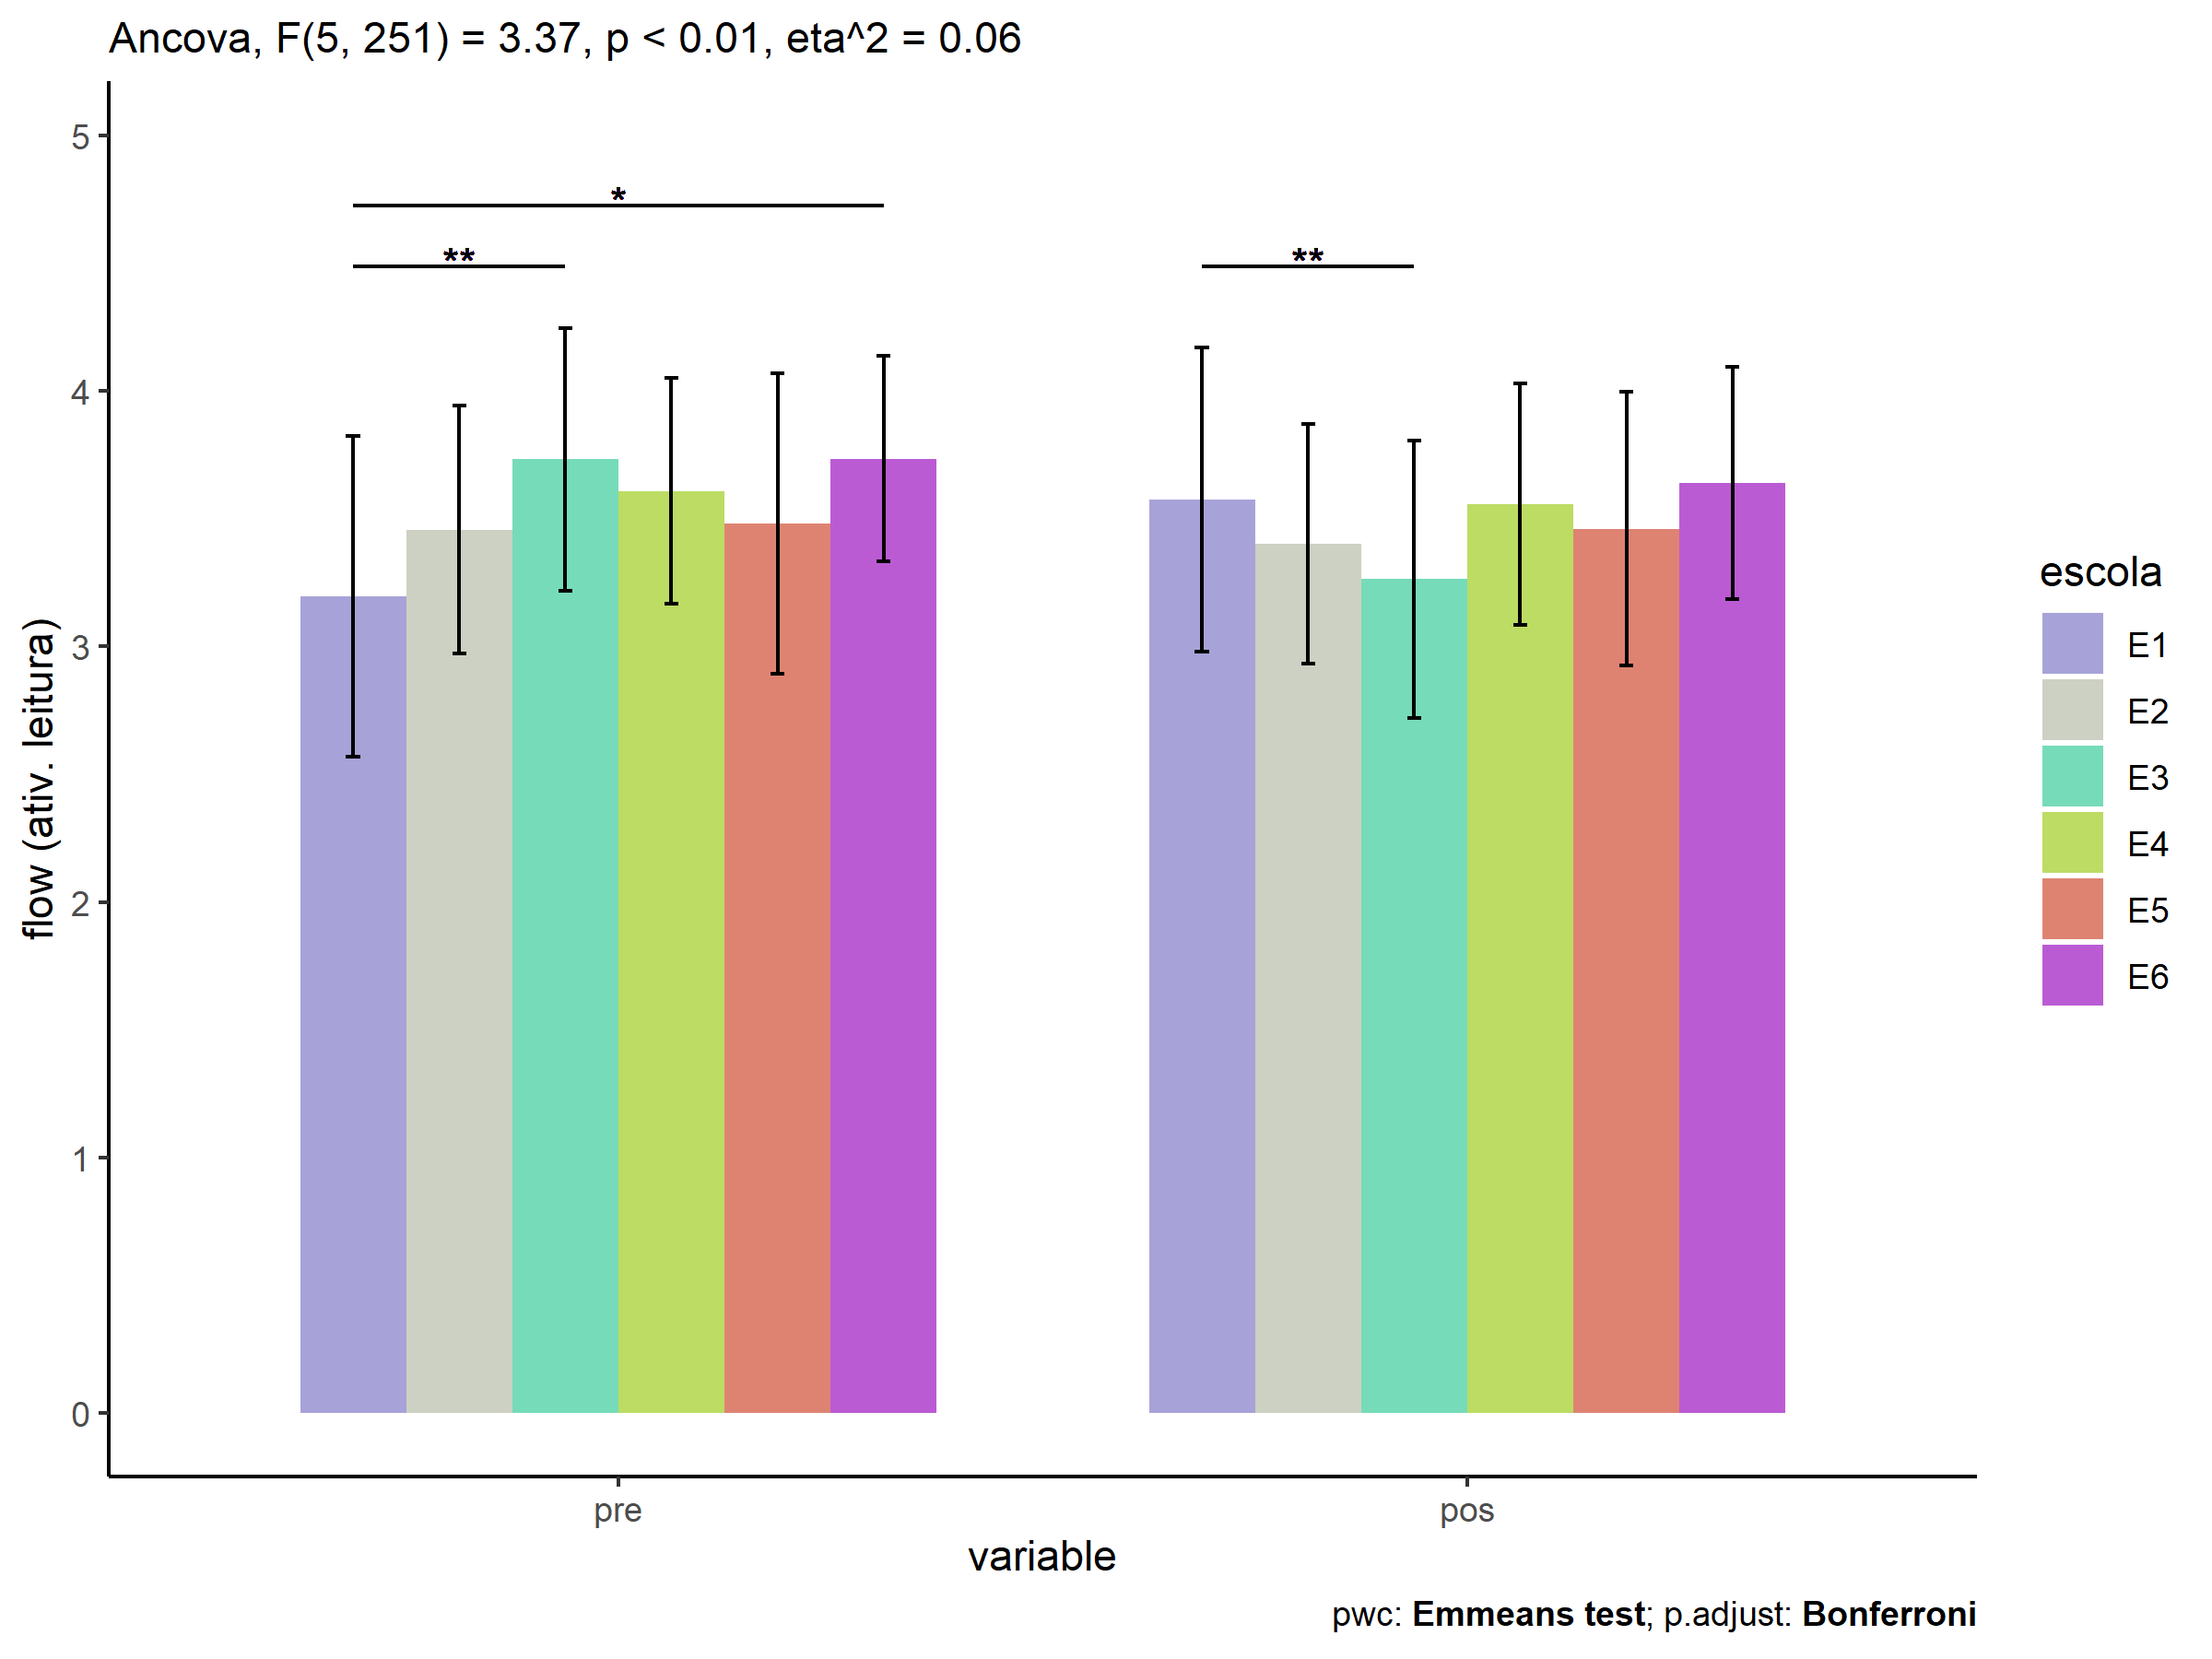 Ancova, F(5, 251) = 3.37, p < 0.01, eta^2 = 0.06
flow (ativ. leitura)
5
4
3
2
1
0
*
**
**
pre
pos
variable
escola
E1
E2
E3
E4
E5
E6
pwc: Emmeans test; p.adjust: Bonferroni